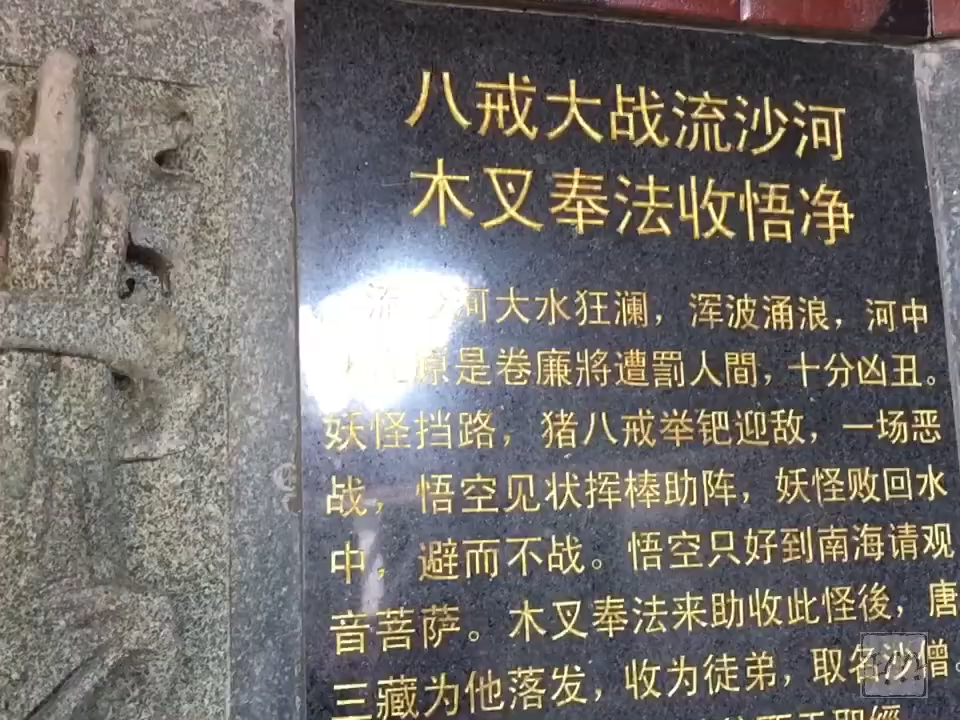 八戒大战流沙河
木叉奉法收悟净
流沙河大水狂澜，浑波涌浪，河中
原是卷廉將遭罰人間，十分凶丑。
妖怪挡路，猪八戒举钯迎敌，一场恶
战，悟空见状挥棒助阵，妖怪败回水
中，避而不战。悟空只好到南海请观
音菩萨。木叉奉法来助收此怪後，唐
三藏为他落发，收为徒弟，取名沙僧。